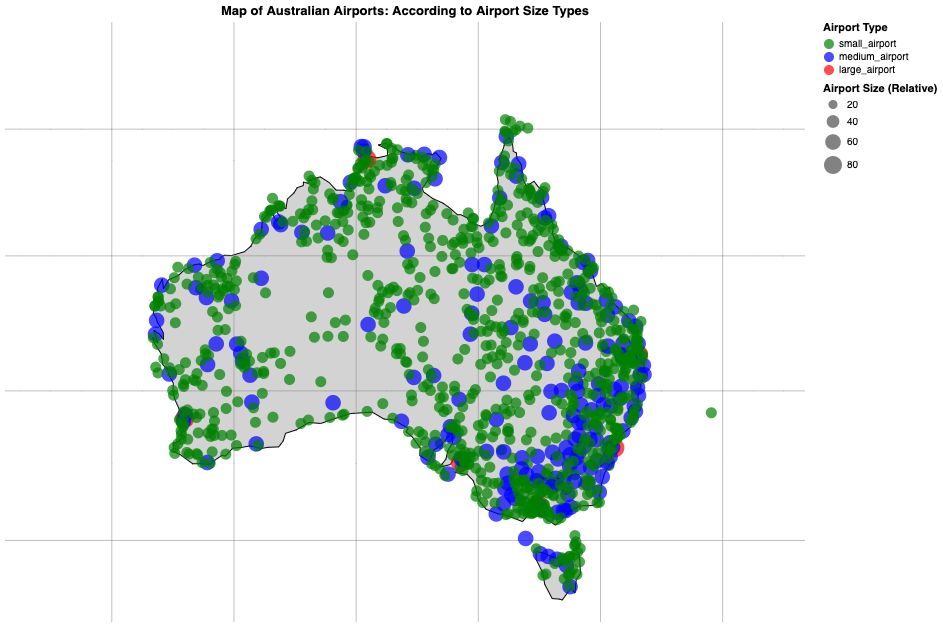 Map of Australian Airports: According to Airport Size Types
Airport Type
small_airport
medium_airport
large_airport
Airport Size (Relative)
20
40
60
80